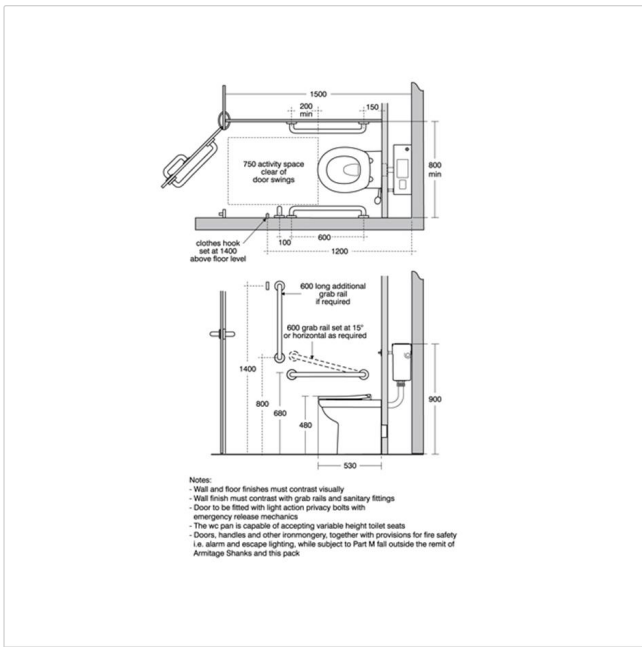 1500
200
min
150
750 activity space
clear of
door swings
800
min
clothes hook
set at 1400
above floor level
100
600
1200
600 long additional
grab rail
if required
600 grab rail set at 15°
or horizontal as required
1400
800
680
480
900
530
Notes:
- Wall and floor finishes must contrast visually
- Wall finish must contrast with grab rails and sanitary fittings
- Door to be fitted with light action privacy bolts with
emergency release mechanics
- The wc pan is capable of accepting variable height toilet seats
- Doors, handles and other ironmongery, together with provisions for fire safety
i.e. alarm and escape lighting, while subject to Part M fall outside the remit of
Armitage Shanks and this pack